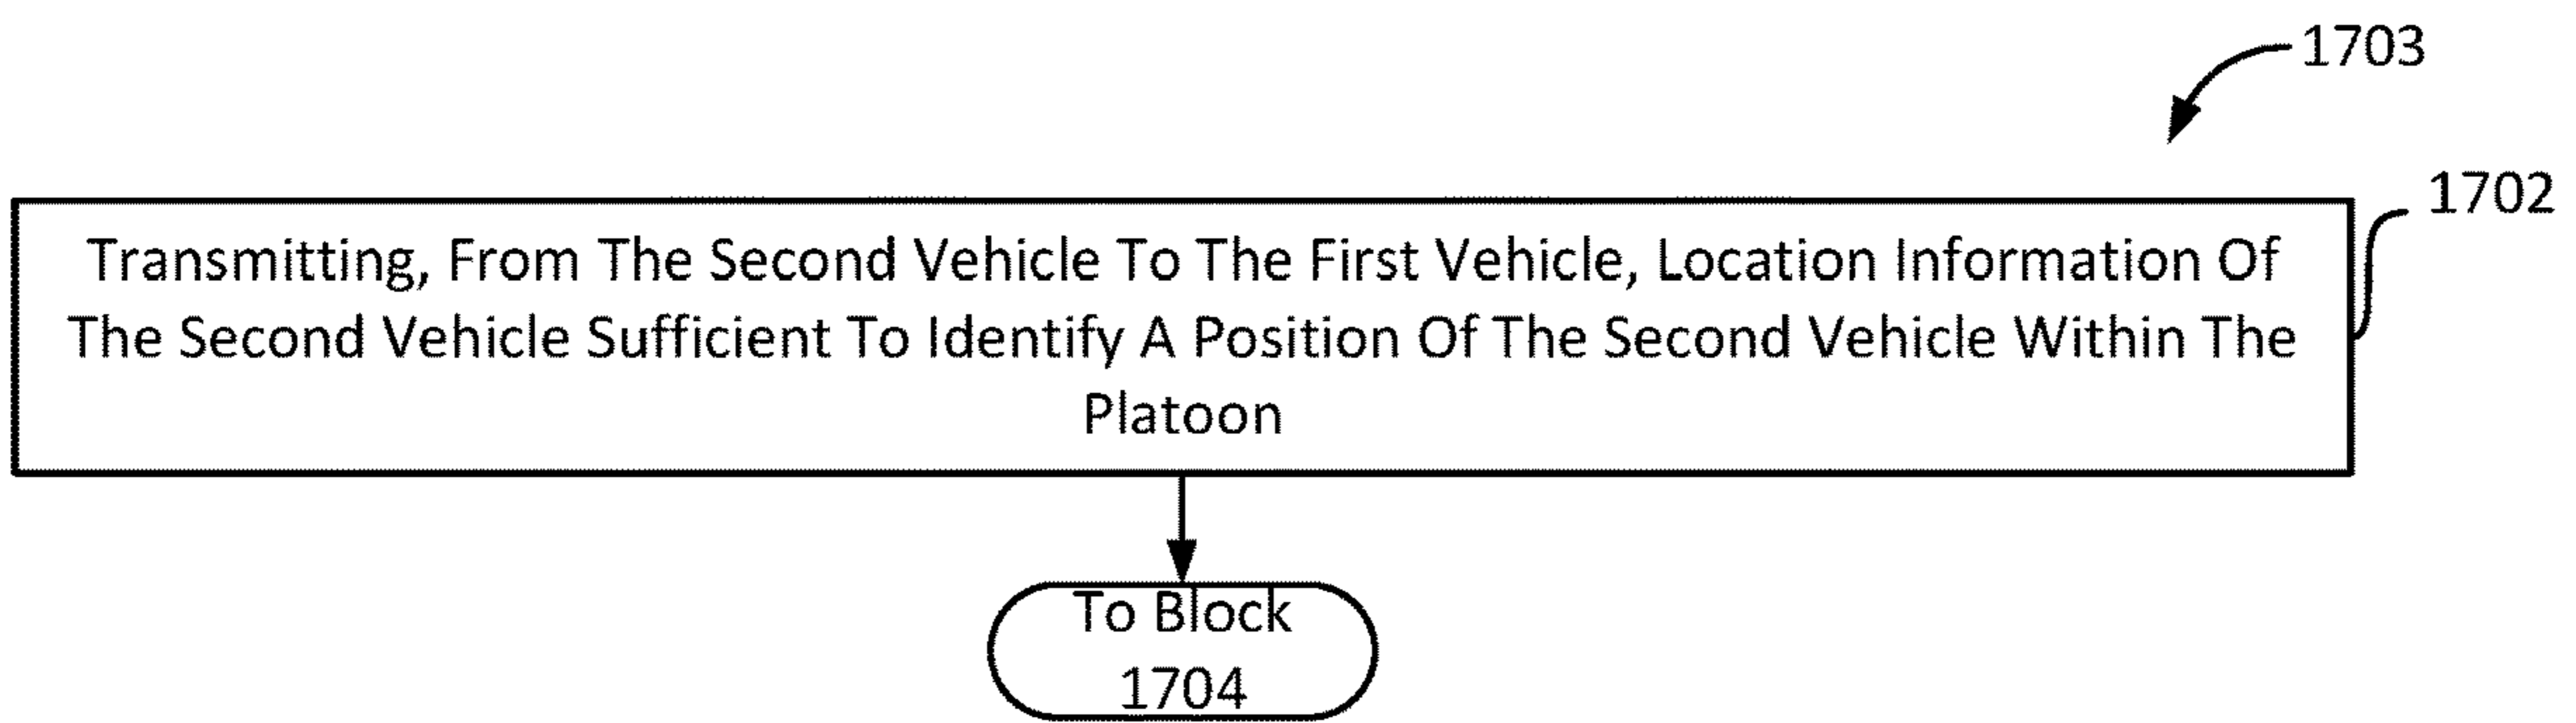 1703
1702
Transmitting, From The Second Vehicle To The First Vehicle, Location Information Of
The Second Vehicle Sufficient To Identify A Position Of The Second Vehicle Within The
Platoon
To Block
1704